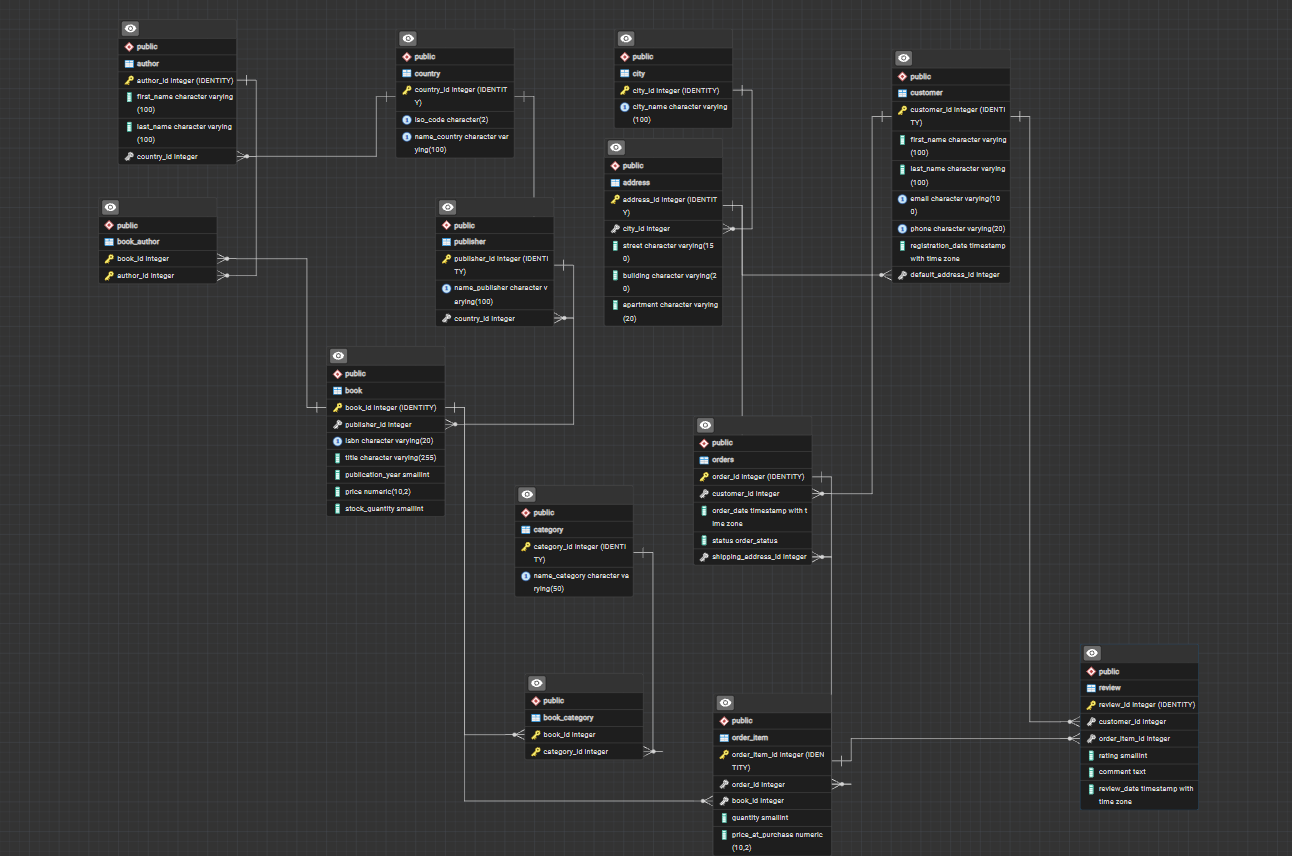 public
author
author_id integer (IDENTITY)
first_name character varying
(100)
last_name character varying
(100)
country_id integer
public
country
country_id integer (IDENTIT
Y)
iso_code character(2)
name_country character var
ying(100)
public
city
city_id integer (IDENTITY)
city_name character varying
(100)
public
customer
customer_id integer (IDENTI
TY)
first_name character varying
(100)
last_name character varying
(100)
email character varying(10
0)
phone character varying(20)
registration_date timestamp
with time zone
default_address_id integer
public
address
address_id integer (IDENTIT
Y)
city_id integer
street character varying(15
0)
building character varying(2
0)
apartment character varying
(20)
public
book_author
book_id integer
author_id integer
public
publisher
publisher_id integer (IDENTI
TY)
name_publisher character v
arying(100)
country_id integer
public
book
book_id integer (IDENTITY)
publisher_id integer
isbn character varying(20)
title character varying(255)
publication_year smallint
price numeric(10,2)
stock_quantity smallint
public
orders
order_id integer (IDENTITY)
customer_id integer
order_date timestamp with t
ime zone
status order_status
shipping_address_id integer
public
category
category_id integer (IDENTI
TY)
name_category character va
rying(50)
public
book_category
book_id integer
category_id integer
public
order_item
order_item_id integer (IDEN
TITY)
order_id integer
book_id integer
quantity smallint
price_at_purchase numeric
(10,2)
public
review
review_id integer (IDENTITY)
customer_id integer
order_item_id integer
rating smallint
comment text
review_date timestamp with
time zone